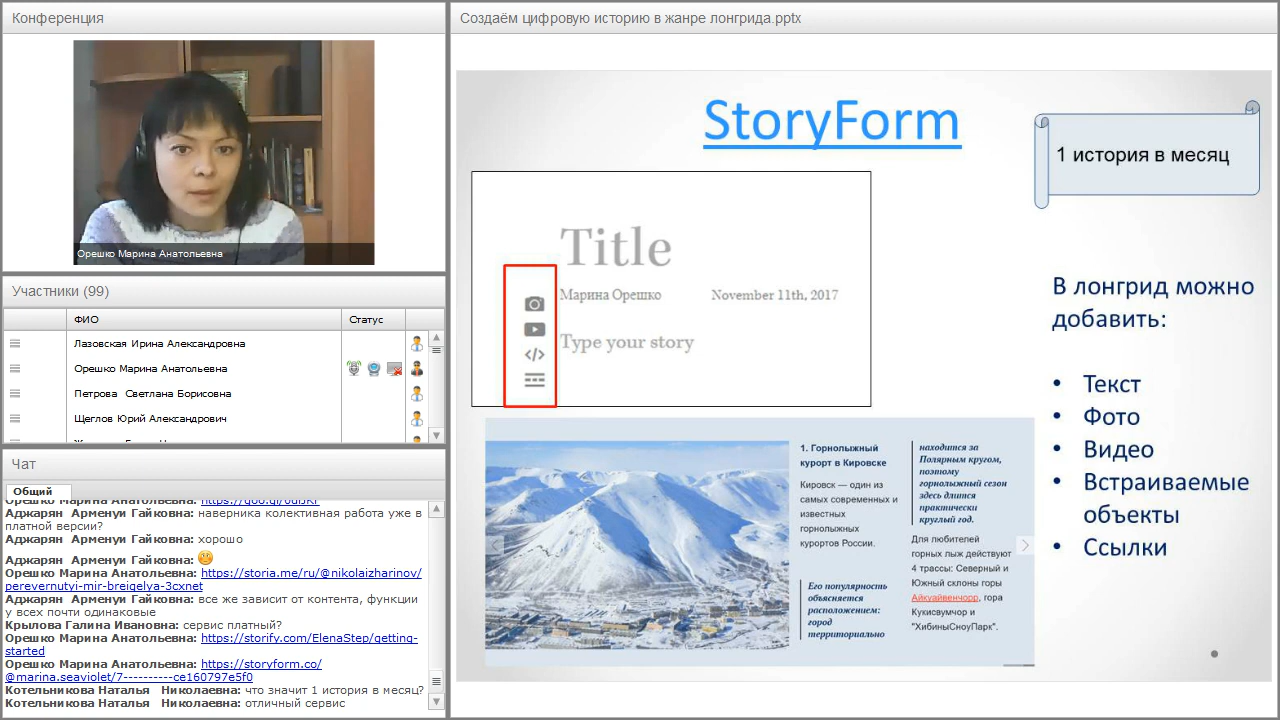 Конференция
Орешко Марина Анатольевна
Участники (99)
ФИО Статус
Лазовская Ирина Александровна
Орешко Марина Анатольевна
Петрова Светлана Борисовна
Щеглов Юрий Александрович
Чат
Общий
Орешко Марина Анатольевна:
Аджарян Арменуи Гайковна: наверника колективная работа уже в
платной версии?
Аджарян Арменуи Гайковна: хорошо
Аджарян Арменуи Гайковна:
Орешко Марина Анатольевна: https://storia.me/ru/@nikolaizharinov/
perevernutyi-mir-breigelya-3cxnet
Аджарян Арменуи Гайковна: все же зависит от контента, функции
у всех почти одинаковые
Крылова Галина Ивановна: сервис платный?
Орешко Марина Анатольевна: https://storify.com/ElenaStep/getting-
started
Орешко Марина Анатольевна: https://storyform.co/
@marina.seaviolet/7----------ce160797e5f0
Котельникова Наталья Николаевна: что значит 1 история в месяц?
Котельникова Наталья Николаевна: отличный сервис
Создаём цифровую историю в жанре лонгрида.pptx
StoryForm
1 история в месяц
Title
Марина Орешко November 11th, 2017
Type your story
1. Горнолыжный
курорт в Кировске
Кировск — один из
самых современных и
известных
горнолыжных
курортов России.
Его популярность
объясняется
расположением:
город
территориально
находится за
Полярным кругом,
поэтому
горнолыжный сезон
здесь длится
практически
круглый год.
Для любителей
горных лыж действуют
4 трассы: Северный и
Южный склоны горы
Айкуайвенчорр, гора
Кукисвумчор и
"ХибиныСноуПарк".
В лонгрид можно
добавить:
• Текст
• Фото
• Видео
• Встраиваемые
объекты
• Ссылки